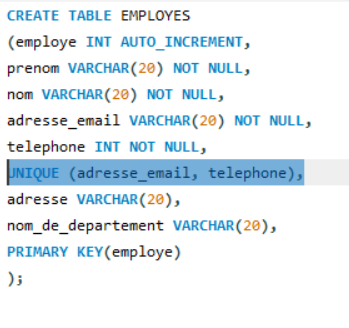 CREATE TABLE EMPLOYES
(employe INT AUTO_INCREMENT,
prenom VARCHAR(20) NOT NULL,
nom VARCHAR(20) NOT NULL,
adresse_email VARCHAR(20) NOT NULL,
telephone INT NOT NULL,
UNIQUE (adresse_email, telephone),
adresse VARCHAR(20),
nom_de_departement VARCHAR(20),
PRIMARY KEY(employe)
);